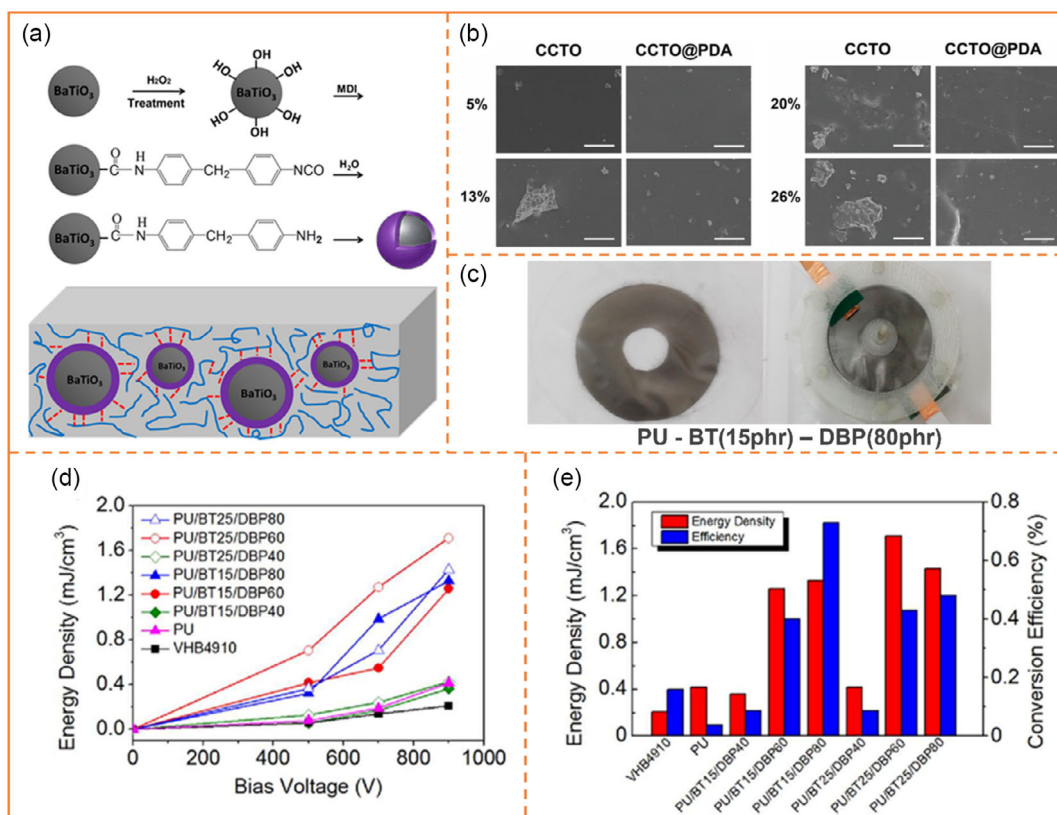 (a)
BaTiO₃
H₂O₂
Treatment
OH
HO
OH
HO
BaTiO₃
OH
HO
OH
MDI
BaTiO₃
O
C
H
N
CH₂
NCO
H₂O
BaTiO₃
O
C
H
N
CH₂
NH₂
BaTiO₃
BaTiO₃
BaTiO₃
BaTiO₃
(b)
CCTO CCTO@PDA CCTO CCTO@PDA
5% 20%
13% 26%
(c)
PU - BT(15phr) – DBP(80phr)
(d)
Energy Density (mJ/cm³)
2.0
1.6
1.2
0.8
0.4
0.0
PU/BT25/DBP80
PU/BT25/DBP60
PU/BT25/DBP40
PU/BT15/DBP80
PU/BT15/DBP60
PU/BT15/DBP40
PU
VHB4910
0 200 400 600 800 1000
Bias Voltage (V)
(e)
Energy Density (mJ/cm³)
2.0
1.6
1.2
0.8
0.4
0
Energy Density
Efficiency
0.8
0.6
0.4
0.2
0
Conversion Efficiency (%)
VHB4910
PU
PU/BT15/DBP40
PU/BT15/DBP60
PU/BT15/DBP80
PU/BT25/DBP40
PU/BT25/DBP60
PU/BT25/DBP80